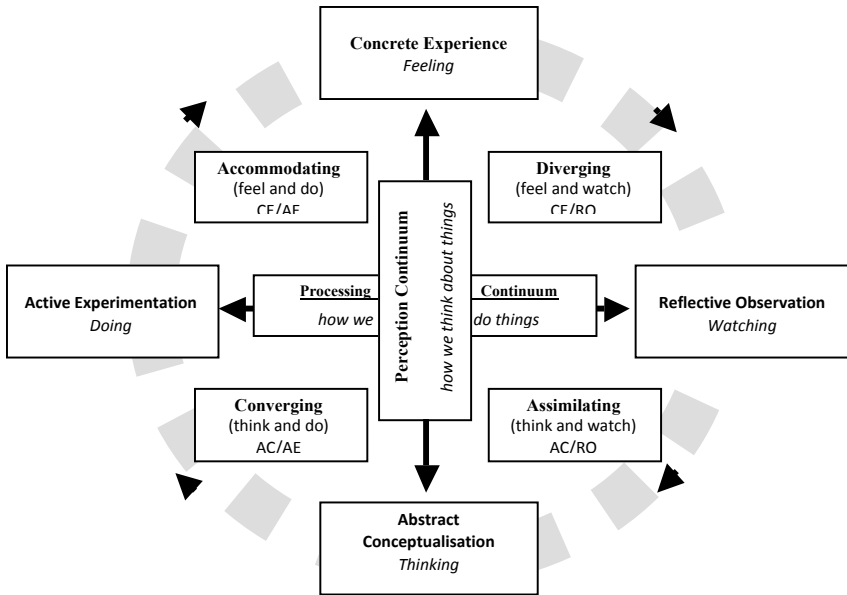 Concrete Experience
Feeling
Accommodating
(feel and do)
CE/AE
Diverging
(feel and watch)
CE/RO
Perception Continuum
how we think about things
Active Experimentation
Doing
Processing Continuum
how we do things
Reflective Observation
Watching
Converging
(think and do)
AC/AE
Assimilating
(think and watch)
AC/RO
Abstract
Conceptualisation
Thinking